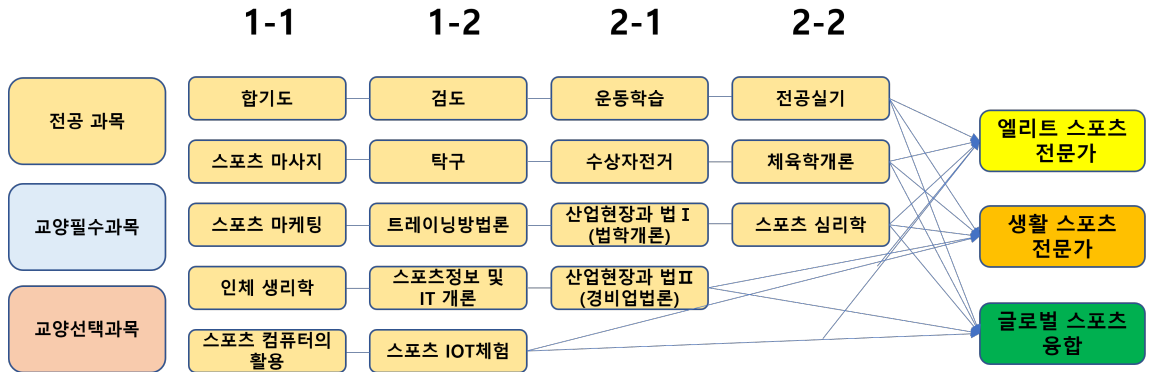 1-1
1-2
2-1
2-2
전공 과목
교양필수과목
교양선택과목
합기도
검도
운동학습
전공실기
스포츠 마사지
탁구
수상자전거
체육학개론
스포츠 마케팅
트레이닝방법론
산업현장과 법 Ⅰ
(법학개론)
스포츠 심리학
인체 생리학
스포츠정보 및
IT 개론
산업현장과 법Ⅱ
(경비업법론)
스포츠 컴퓨터의
활용
스포츠 IOT체험
엘리트 스포츠
전문가
생활 스포츠
전문가
글로벌 스포츠
융합